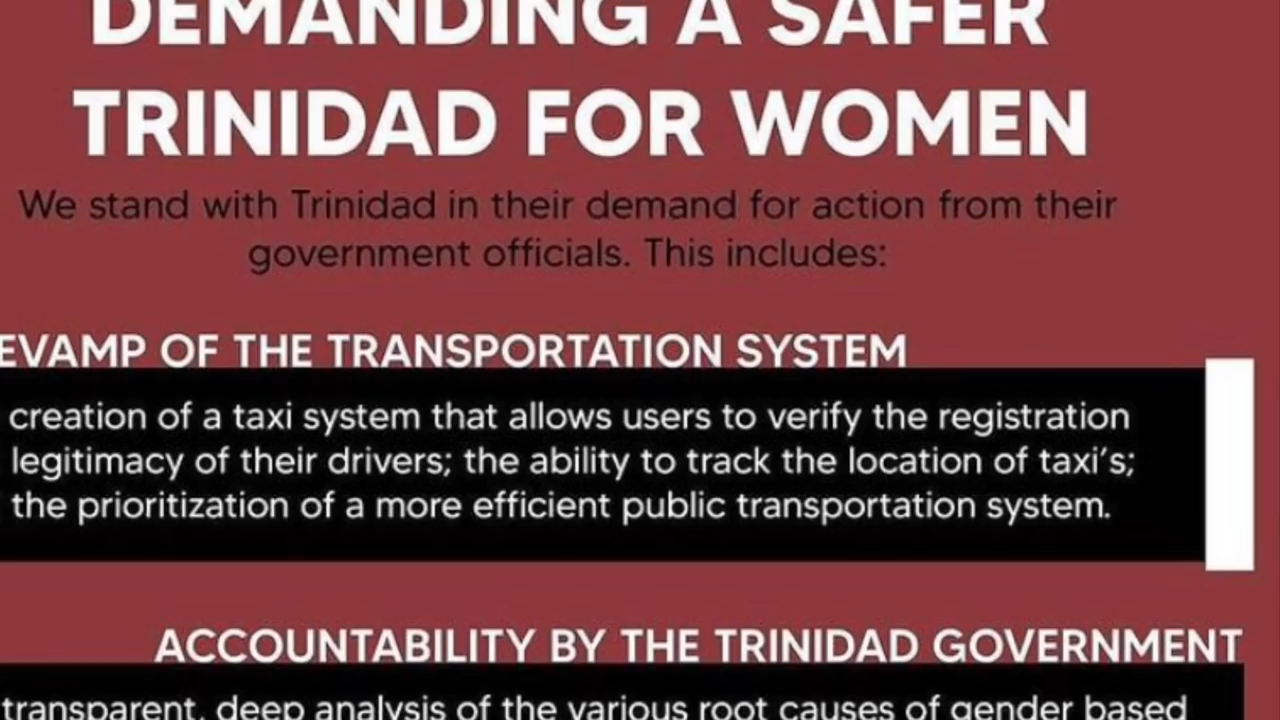 DEMANDING A SAFER
TRINIDAD FOR WOMEN
We stand with Trinidad in their demand for action from their
government officials. This includes:
EVAMP OF THE TRANSPORTATION SYSTEM
creation of a taxi system that allows users to verify the registration
legitimacy of their drivers; the ability to track the location of taxi's;
the prioritization of a more efficient public transportation system.
ACCOUNTABILITY BY THE TRINIDAD GOVERNMENT
transparent, deep analysis of the various root causes of gender based